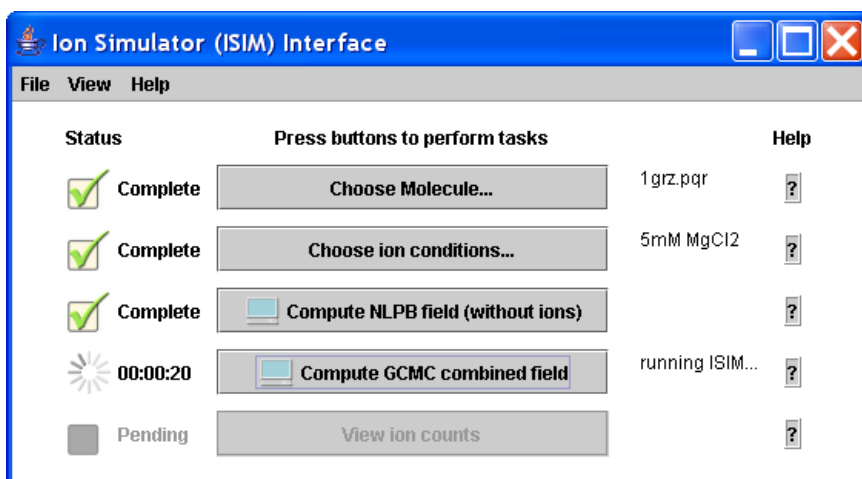 Ion Simulator (ISIM) Interface
File View Help
Status Press buttons to perform tasks Help
Complete Choose Molecule... 1grz.pqr ?
Complete Choose ion conditions... 5mM MgCl2 ?
Complete Compute NLPB field (without ions) ?
00:00:20 Compute GCMC combined field running ISIM... ?
Pending View ion counts ?